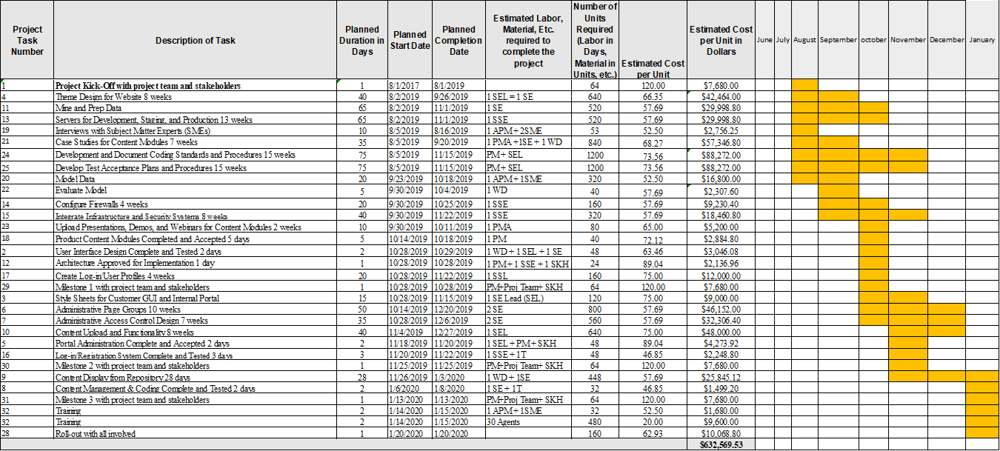 Project Task Number | Description of Task | Planned Duration in Days | Planned Start Date | Planned Completion Date | Estimated Labor, Material, Etc. required to complete the project | Number of Units Required (Labor in Days, Material in Units, etc.) | Estimated Cost per Unit | Estimated Cost per Unit in Dollars | June | July | August | September | october | November | December | January
1 | Project Kick-Off with project team and stakeholders | 1 | 8/1/2017 | 8/1/2019 | | 64 | 120.00 | $7,680.00
4 | Theme Design for Website 8 weeks | 40 | 8/2/2019 | 9/26/2019 | 1 SEL = 1 SE | 640 | 66.35 | $42,464.00
11 | Mine and Prep Data | 65 | 8/2/2019 | 11/1/2019 | 1 SE | 520 | 57.69 | $29,998.80
13 | Servers for Development, Staging, and Production 13 weeks | 65 | 8/2/2019 | 11/1/2019 | 1 SSE | 520 | 57.69 | $29,998.80
19 | Interviews with Subject Matter Experts (SMEs) | 10 | 8/5/2019 | 8/16/2019 | 1 APM + 2SME | 53 | 52.50 | $2,756.25
21 | Case Studies for Content Modules 7 weeks | 35 | 8/5/2019 | 9/20/2019 | 1 PMA +1SE + 1 WD | 840 | 68.27 | $57,346.80
24 | Development and Document Coding Standards and Procedures 15 weeks | 75 | 8/5/2019 | 11/15/2019 | PM + SEL | 1200 | 73.56 | $88,272.00
25 | Develop Test Acceptance Plans and Procedures 15 weeks | 75 | 8/5/2019 | 11/15/2019 | PM + SEL | 1200 | 73.56 | $88,272.00
20 | Model Data | 20 | 9/23/2019 | 10/18/2019 | 1 APM + 1SME | 320 | 52.50 | $16,800.00
22 | Evaluate Model | 5 | 9/30/2019 | 10/4/2019 | 1 WD | 40 | 57.69 | $2,307.60
14 | Configure Firewalls 4 weeks | 20 | 9/30/2019 | 10/25/2019 | 1 SSE | 160 | 57.69 | $9,230.40
15 | Integrate Infrastructure and Security Systems 8 weeks | 40 | 9/30/2019 | 11/22/2019 | 1 SSE | 320 | 57.69 | $18,460.80
23 | Upload Presentations, Demos, and Webinars for Content Modules 2 weeks | 10 | 9/30/2019 | 10/11/2019 | 1 PMA | 80 | 65.00 | $5,200.00
18 | Product Content Modules Completed and Accepted 5 days | 5 | 10/14/2019 | 10/18/2019 | 1 PM | 40 | 72.12 | $2,884.80
2 | User Interface Design Complete and Tested 2 days | 2 | 10/28/2019 | 10/29/2019 | 1 WD + 1 SEL + 1 SE | 48 | 63.46 | $3,046.08
12 | Architecture Approved for Implementation 1 day | 1 | 10/28/2019 | 10/28/2019 | 1 PM + 1 SSE + 1 SKH | 24 | 89.04 | $2,136.96
17 | Create Log-in/User Profiles 4 weeks | 20 | 10/28/2019 | 11/22/2019 | 1 SSL | 160 | 75.00 | $12,000.00
29 | Milestone 1 with project team and stakeholders | 1 | 10/28/2019 | 10/28/2019 | PM+Proj Team+ SKH | 64 | 120.00 | $7,680.00
3 | Style Sheets for Customer GUI and Internal Portal | 15 | 10/28/2019 | 11/15/2019 | 1 SE Lead (SEL) | 120 | 75.00 | $9,000.00
6 | Administrative Page Groups 10 weeks | 50 | 10/14/2019 | 12/20/2019 | 2 SE | 800 | 57.69 | $46,152.00
7 | Administrative Access Control Design 7 weeks | 35 | 10/28/2019 | 12/6/2019 | 2 SE | 560 | 57.69 | $32,306.40
10 | Content Upload and Functionality 8 weeks | 40 | 11/4/2019 | 12/27/2019 | 1 SEL | 640 | 75.00 | $48,000.00
5 | Portal Administration Complete and Accepted 2 days | 2 | 11/18/2019 | 11/20/2019 | 1 SEL + PM + SKH | 48 | 89.04 | $4,273.92
16 | Log-in/Registration System Complete and Tested 3 days | 3 | 11/20/2019 | 11/22/2019 | 1 SSE + 1T | 48 | 46.85 | $2,248.80
30 | Milestone 2 with project team and stakeholders | 1 | 11/25/2019 | 11/25/2019 | PM+Proj Team+ SKH | 64 | 120.00 | $7,680.00
9 | Content Display from Repository 28 days | 28 | 11/26/2019 | 1/3/2020 | 1 WD + 1SE | 448 | 57.69 | $25,845.12
8 | Content Management & Coding Complete and Tested 2 days | 2 | 1/6/2020 | 1/8/2020 | 1 SE + 1T | 32 | 46.85 | $1,499.20
31 | Milestone 3 with project team and stakeholders | 1 | 1/13/2020 | 1/13/2020 | PM+Proj Team+ SKH | 64 | 120.00 | $7,680.00
32 | Training | 2 | 1/14/2020 | 1/15/2020 | 1 APM + 1SME | 32 | 52.50 | $1,680.00
32 | Training | 2 | 1/14/2020 | 1/15/2020 | 30 Agents | 480 | 20.00 | $9,600.00
28 | Roll-out with all involved | 1 | 1/20/2020 | 1/20/2020 | | 160 | 62.93 | $10,068.80
$632,569.53